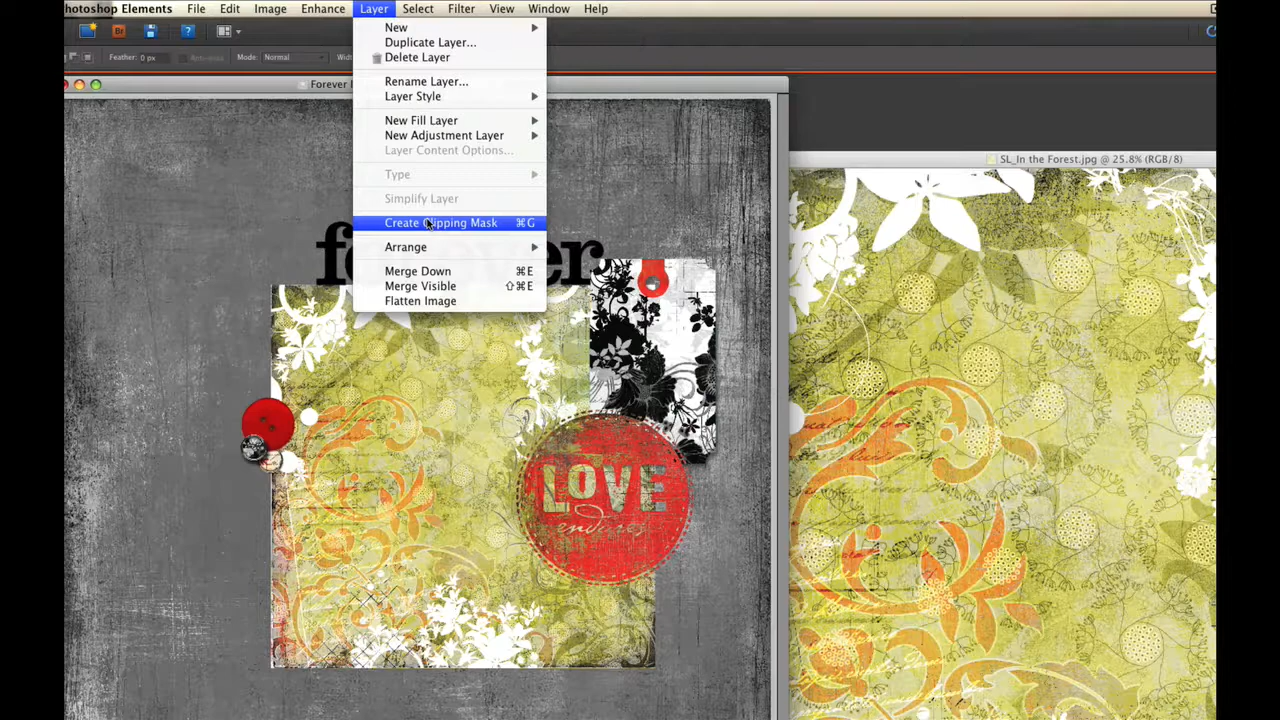 hotoshop Elements File Edit Image Enhance Layer Select Filter View Window Help
Feather: 0 px Mode: Normal
New
Duplicate Layer...
Delete Layer
Rename Layer...
Layer Style
New Fill Layer
New Adjustment Layer
Layer Content Options...
Type
Simplify Layer
Create Clipping Mask ⌘G
Arrange
Merge Down ⌘E
Merge Visible ⇧⌘E
Flatten Image
Forever
SL_In the Forest.jpg @ 25.8% (RGB/8)
LOVE
endures